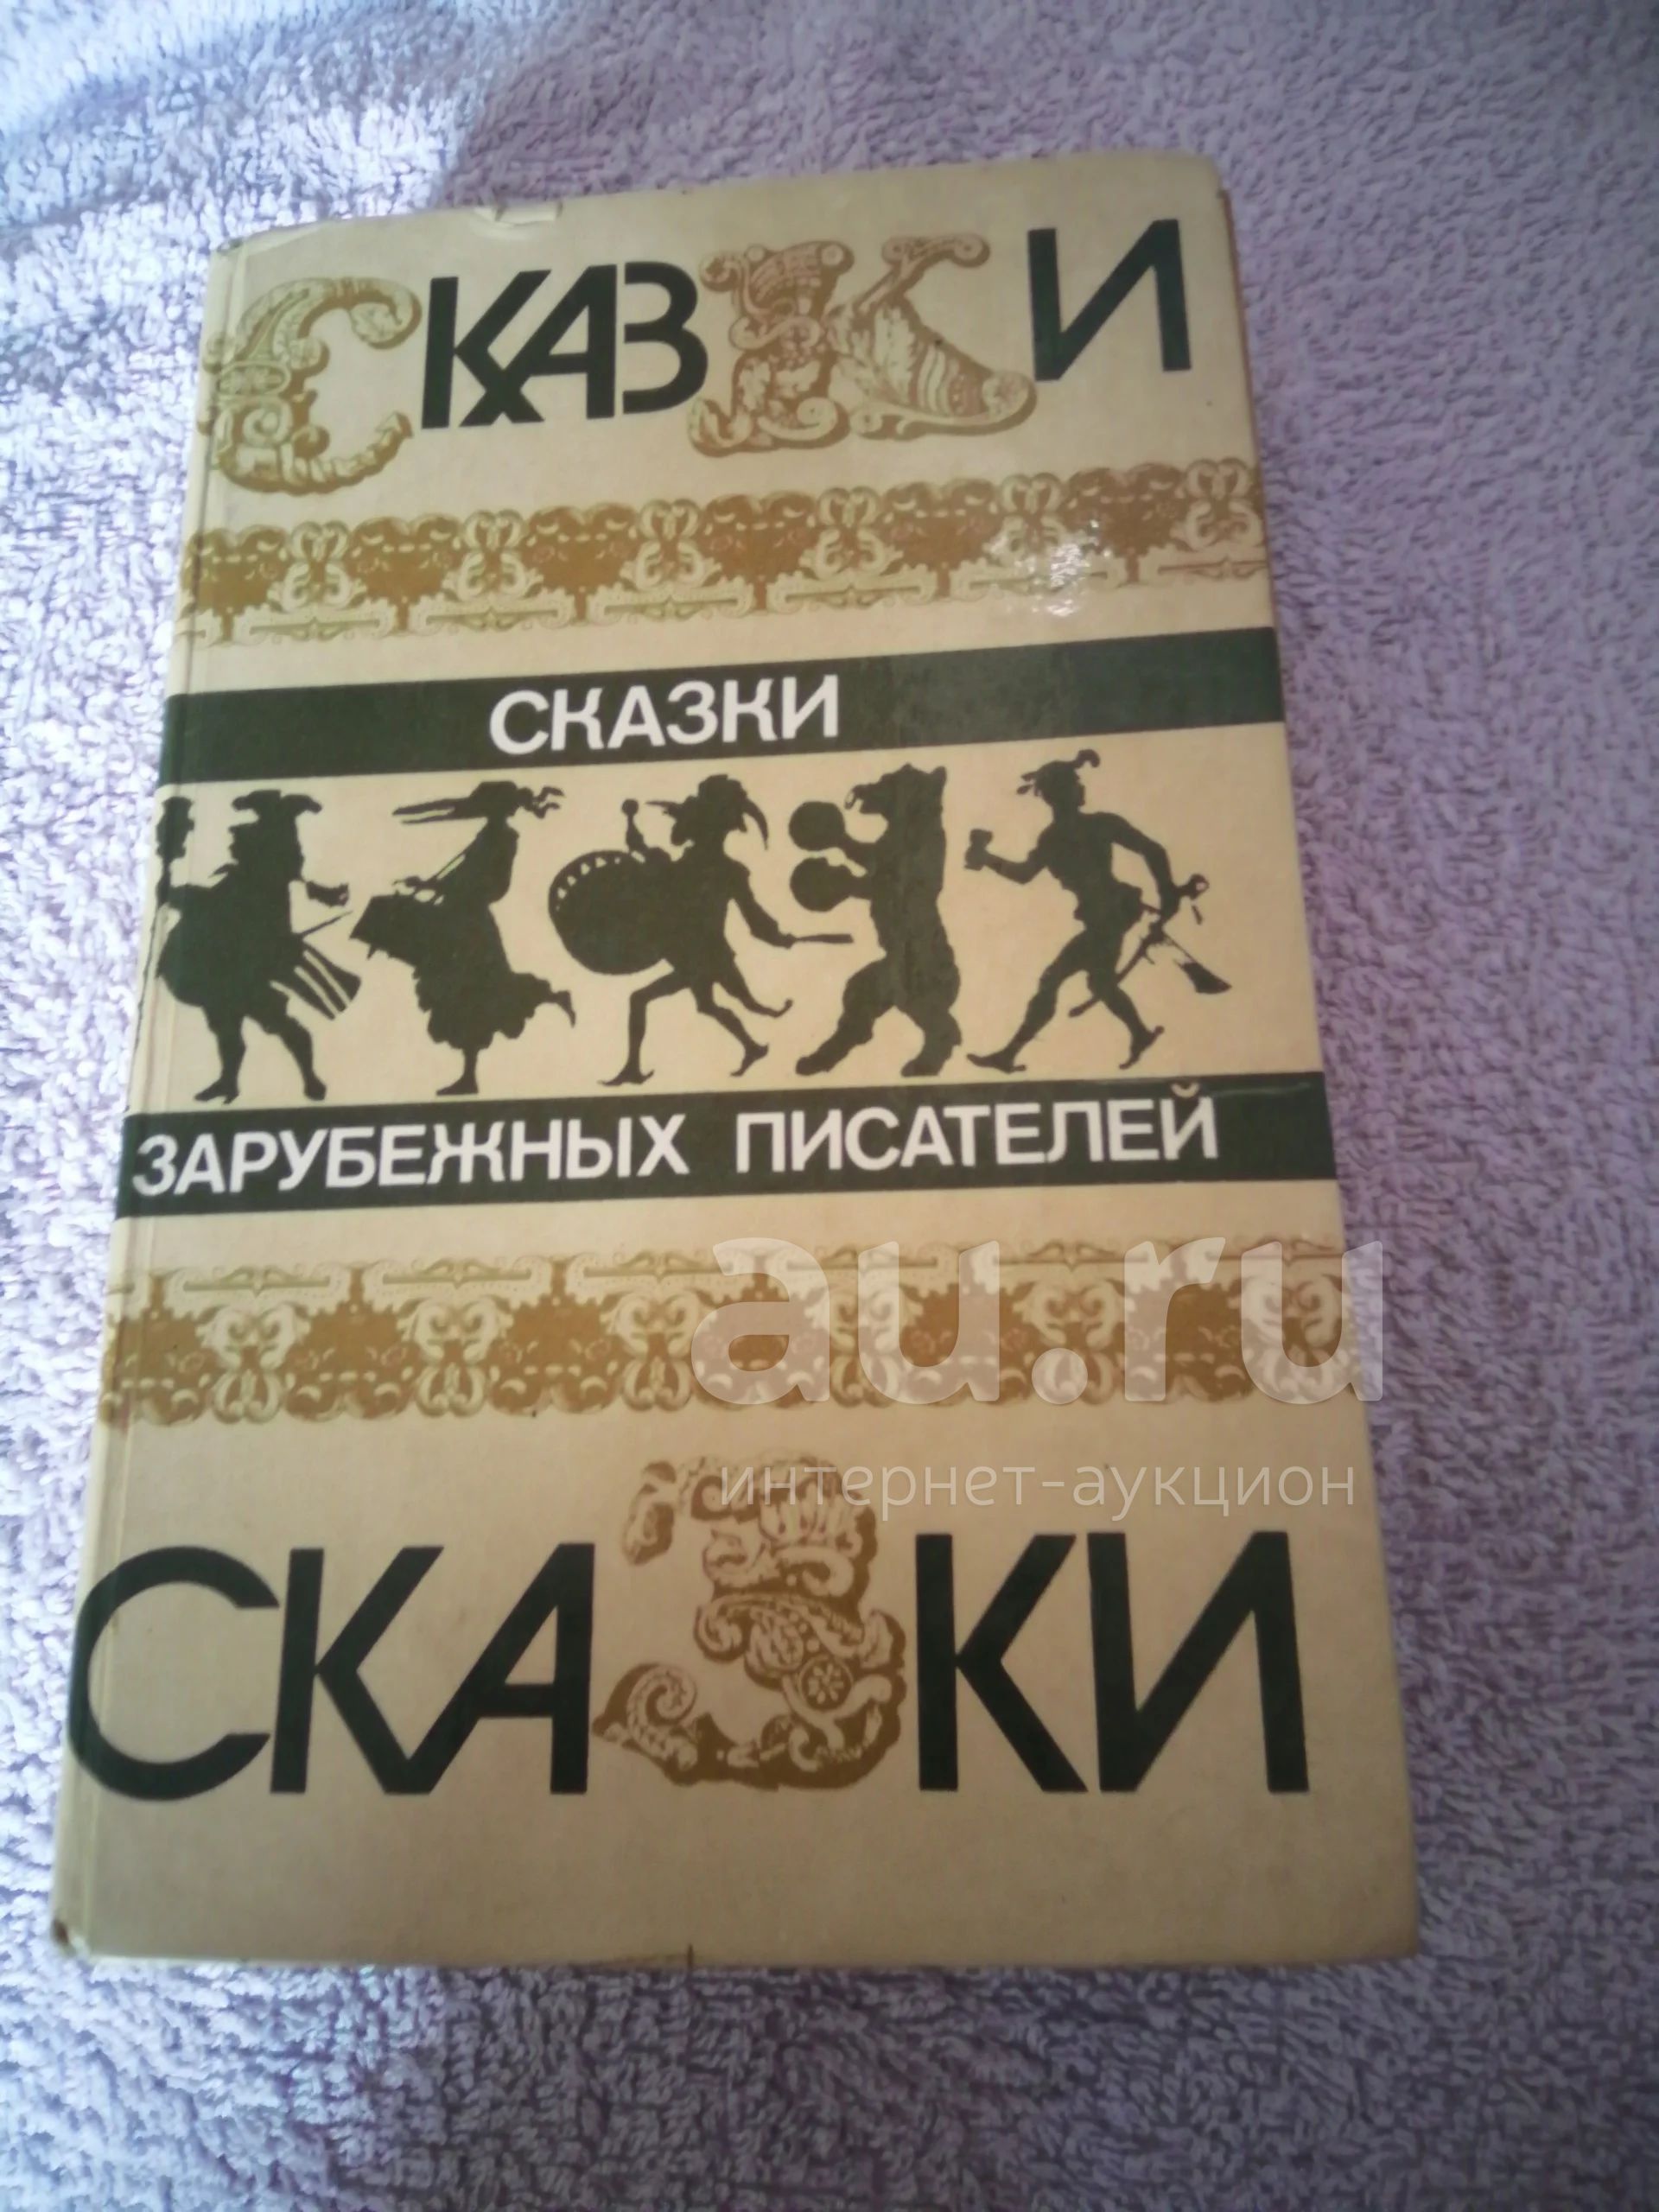 СКАЗКИ
СКАЗКИ
ЗАРУБЕЖНЫХ ПИСАТЕЛЕЙ
au.ru
интернет-аукцион
СКАЗКИ